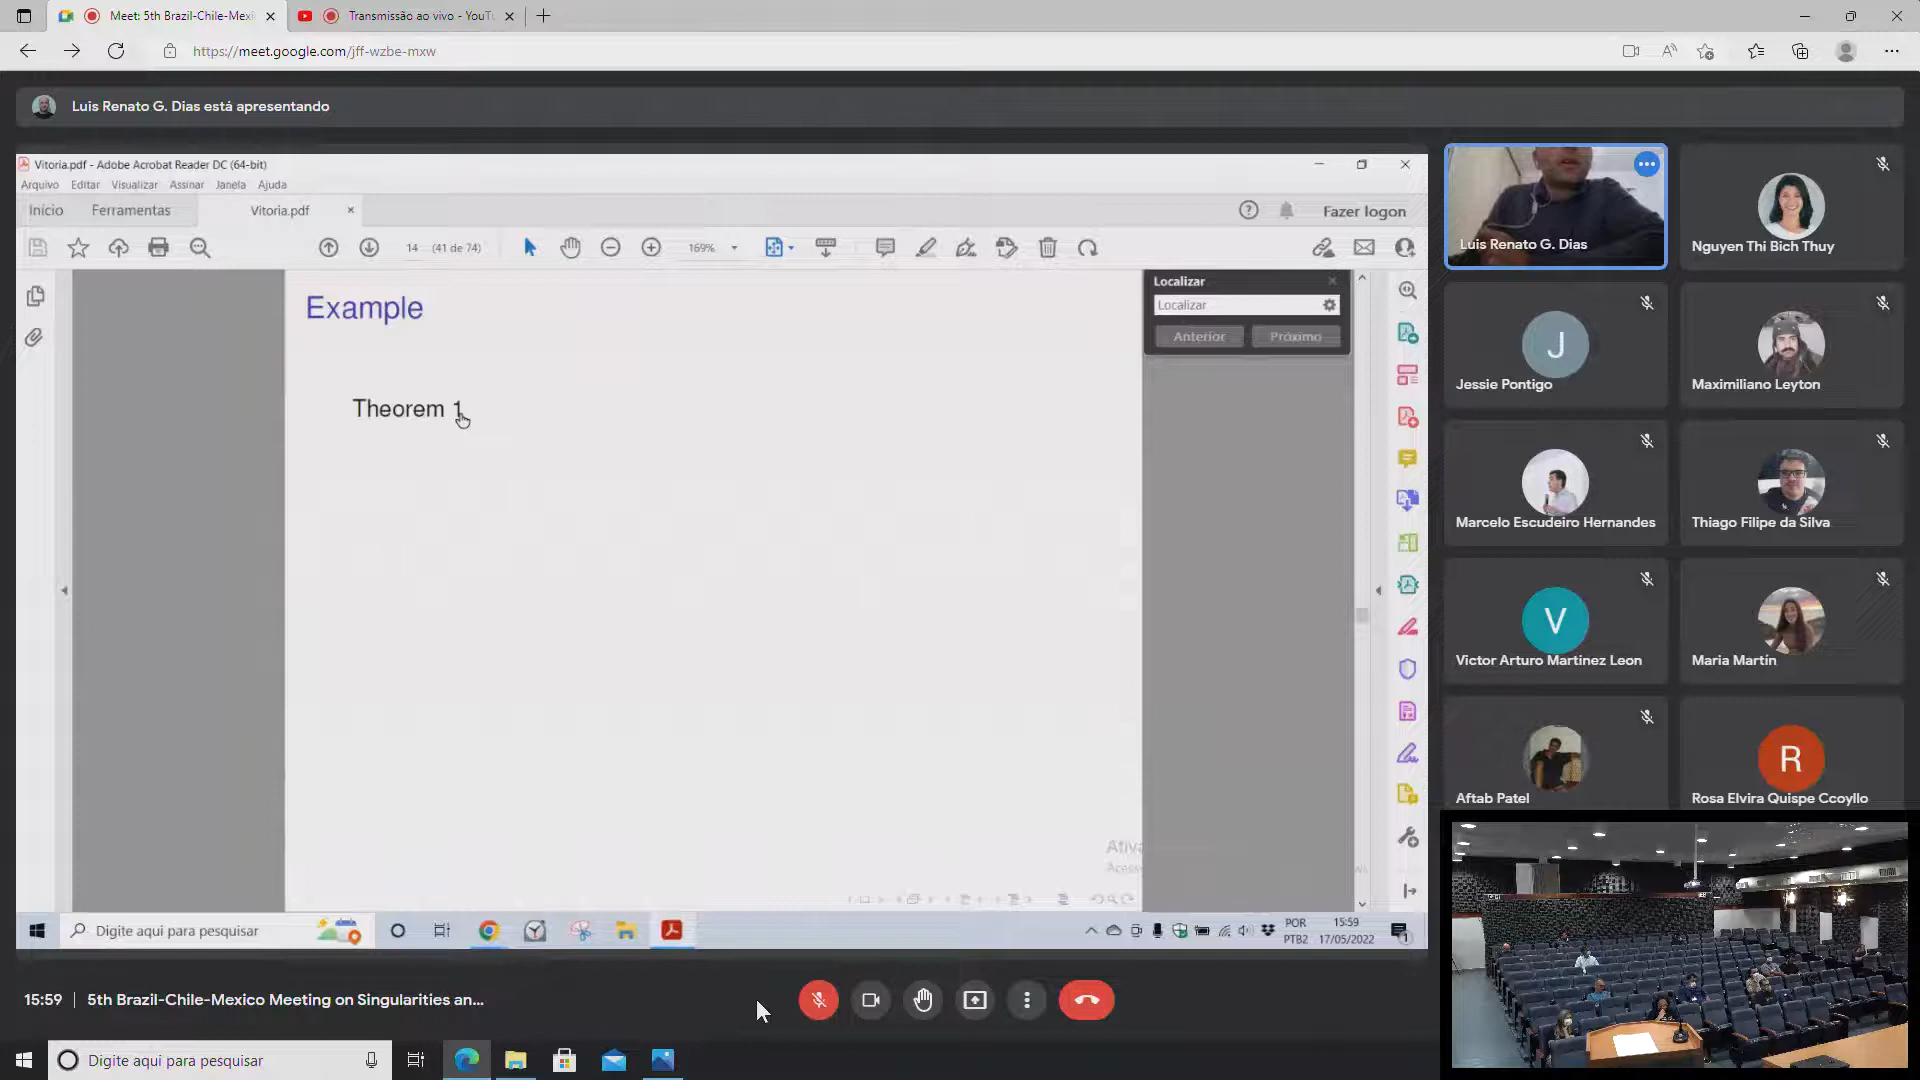 Meet: 5th Brazil-Chile-Mexi
Transmissão ao vivo - YouTu
https://meet.google.com/jff-wzbe-mxw
Luis Renato G. Dias está apresentando
Vitoria.pdf - Adobe Acrobat Reader DC (64-bit)
Arquivo Editar Visualizar Assinar Janela Ajuda
Início Ferramentas Vitoria.pdf Fazer logon
14 (41 de 74) 169%
Example
Theorem 1
Localizar
Localizar
Anterior Próximo
Ativa
Digite aqui para pesquisar
POR
PTB2
15:59
17/05/2022
1
Luis Renato G. Dias
Nguyen Thi Bich Thuy
J
Jessie Pontigo
Maximiliano Leyton
Marcelo Escudeiro Hernandes
Thiago Filipe da Silva
V
Victor Arturo Martinez Leon
Maria Martín
Aftab Patel
R
Rosa Elvira Quispe Ccoyllo
15:59 | 5th Brazil-Chile-Mexico Meeting on Singularities an...
Digite aqui para pesquisar